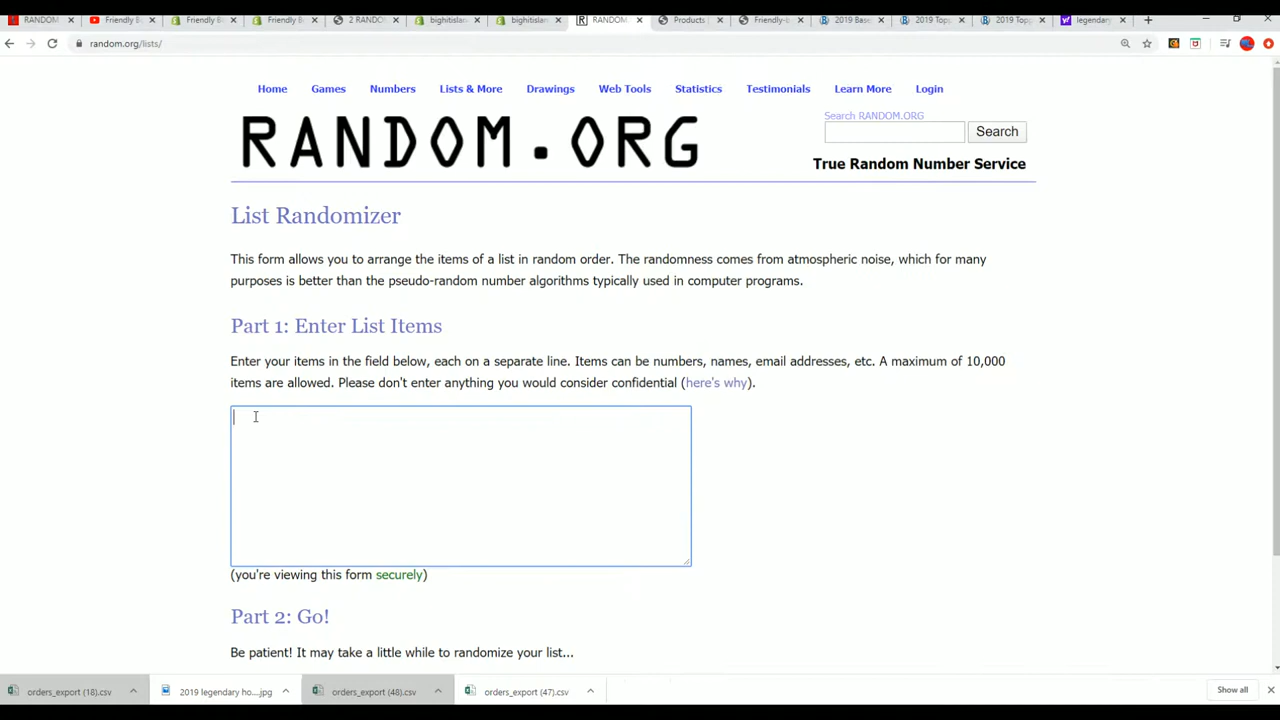 RANDOM
Friendly B
Friendly B
Friendly B
2 RANDO
bighitislan
bighitislan
RANDOM.
Products |
Friendly-b
2019 Base
2019 Topp
2019 Topp
legendary
random.org/lists/
Home Games Numbers Lists & More Drawings Web Tools Statistics Testimonials Learn More Login
RANDOM.ORG
Search RANDOM.ORG
Search
True Random Number Service
List Randomizer
This form allows you to arrange the items of a list in random order. The randomness comes from atmospheric noise, which for many
purposes is better than the pseudo-random number algorithms typically used in computer programs.
Part 1: Enter List Items
Enter your items in the field below, each on a separate line. Items can be numbers, names, email addresses, etc. A maximum of 10,000
items are allowed. Please don't enter anything you would consider confidential (here's why).
(you're viewing this form securely)
Part 2: Go!
Be patient! It may take a little while to randomize your list...
orders_export (18).csv
2019 legendary ho....jpg
orders_export (48).csv
orders_export (47).csv
Show all